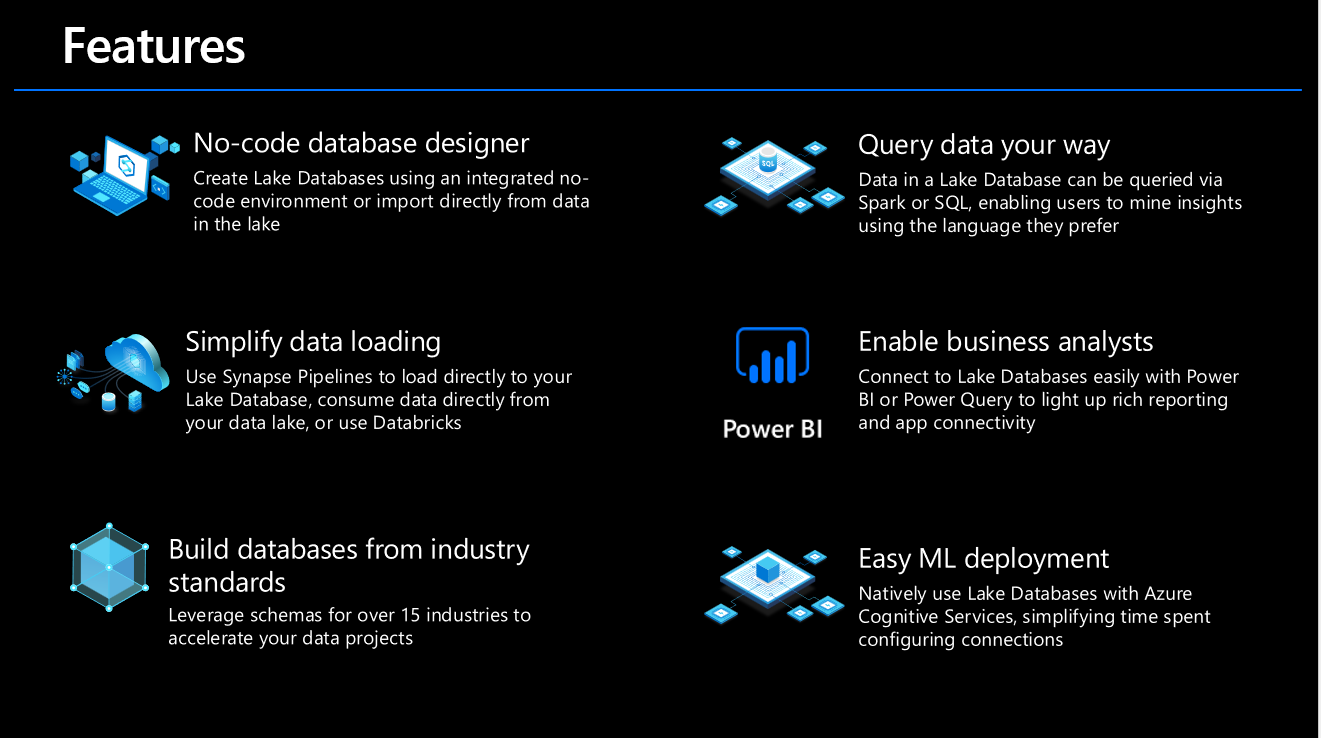 Features
No-code database designer
Create Lake Databases using an integrated no-
code environment or import directly from data
in the lake
SQL
Query data your way
Data in a Lake Database can be queried via
Spark or SQL, enabling users to mine insights
using the language they prefer
Simplify data loading
Use Synapse Pipelines to load directly to your
Lake Database, consume data directly from
your data lake, or use Databricks
Power BI
Enable business analysts
Connect to Lake Databases easily with Power
BI or Power Query to light up rich reporting
and app connectivity
Build databases from industry
standards
Leverage schemas for over 15 industries to
accelerate your data projects
Easy ML deployment
Natively use Lake Databases with Azure
Cognitive Services, simplifying time spent
configuring connections